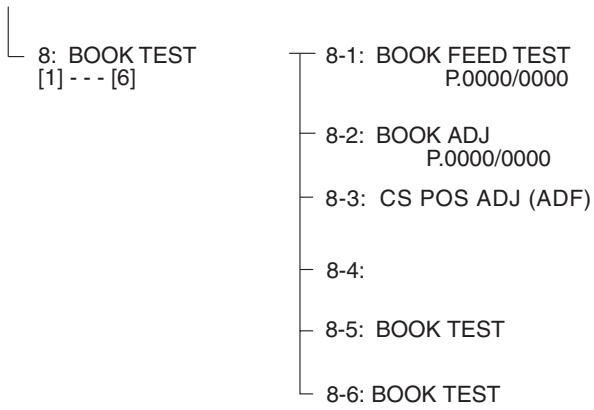 8: BOOK TEST
[1] - - - [6]
8-1: BOOK FEED TEST
P.0000/0000
8-2: BOOK ADJ
P.0000/0000
8-3: CS POS ADJ (ADF)
8-4:
8-5: BOOK TEST
8-6: BOOK TEST